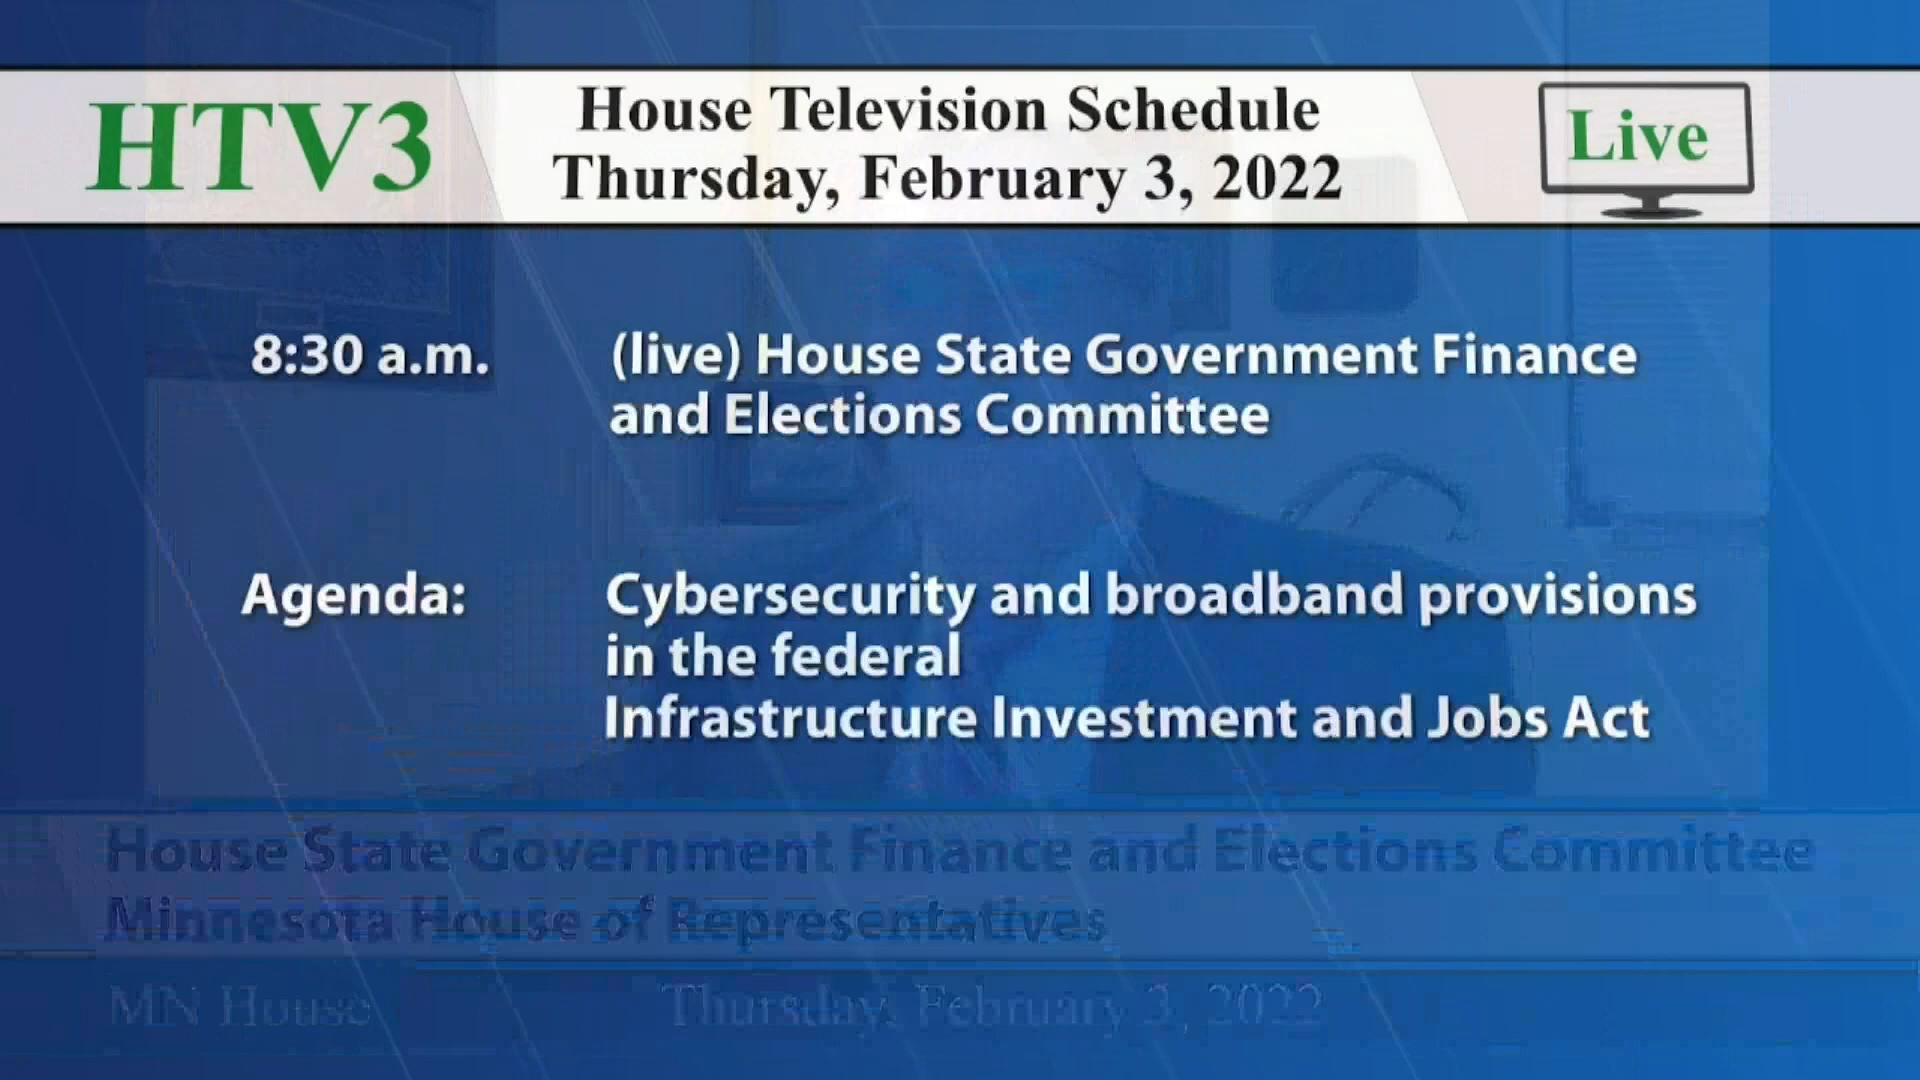 HTV3
House Television Schedule
Thursday, February 3, 2022
Live
8:30 a.m.
(live) House State Government Finance
and Elections Committee
Agenda:
Cybersecurity and broadband provisions
in the federal
Infrastructure Investment and Jobs Act
House State Government Finance and Elections Committee
Minnesota House of Representatives
MN House
Thursday, February 3, 2022